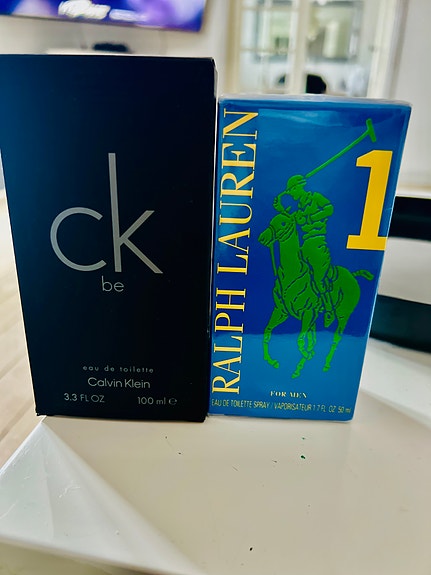 ck
be
eau de toilette
Calvin Klein
3.3 FL OZ 100 ml e
RALPH LAUREN
1
FOR MEN
EAU DE TOILETTE SPRAY / VAPORISATEUR 1.7 FL. OZ. 50 ml